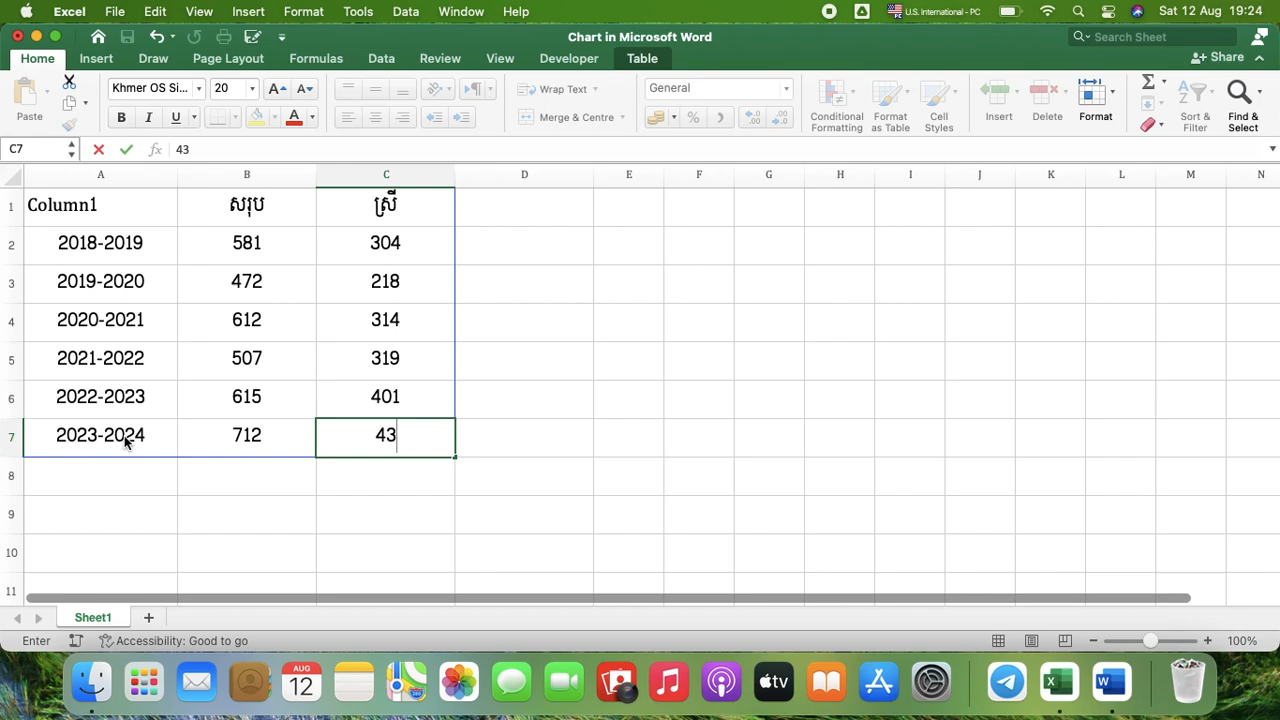 Excel File Edit View Insert Format Tools Data Window Help U.S. International - PC Sat 12 Aug 19:24
Chart in Microsoft Word Search Sheet
Home Insert Draw Page Layout Formulas Data Review View Developer Table Share
Paste Khmer OS Si... 20 Wrap Text Merge & Centre General Conditional Formatting Format as Table Cell Styles Insert Delete Format Sort & Filter Find & Select
C7 fx 43
A B C D E F G H I J K L M N
1 Column1 សរុប ស្រី
2 2018-2019 581 304
3 2019-2020 472 218
4 2020-2021 612 314
5 2021-2022 507 319
6 2022-2023 615 401
7 2023-2024 712 43
8
9
10
11
Sheet1
Enter Accessibility: Good to go 100%
AUG 12 tv X W